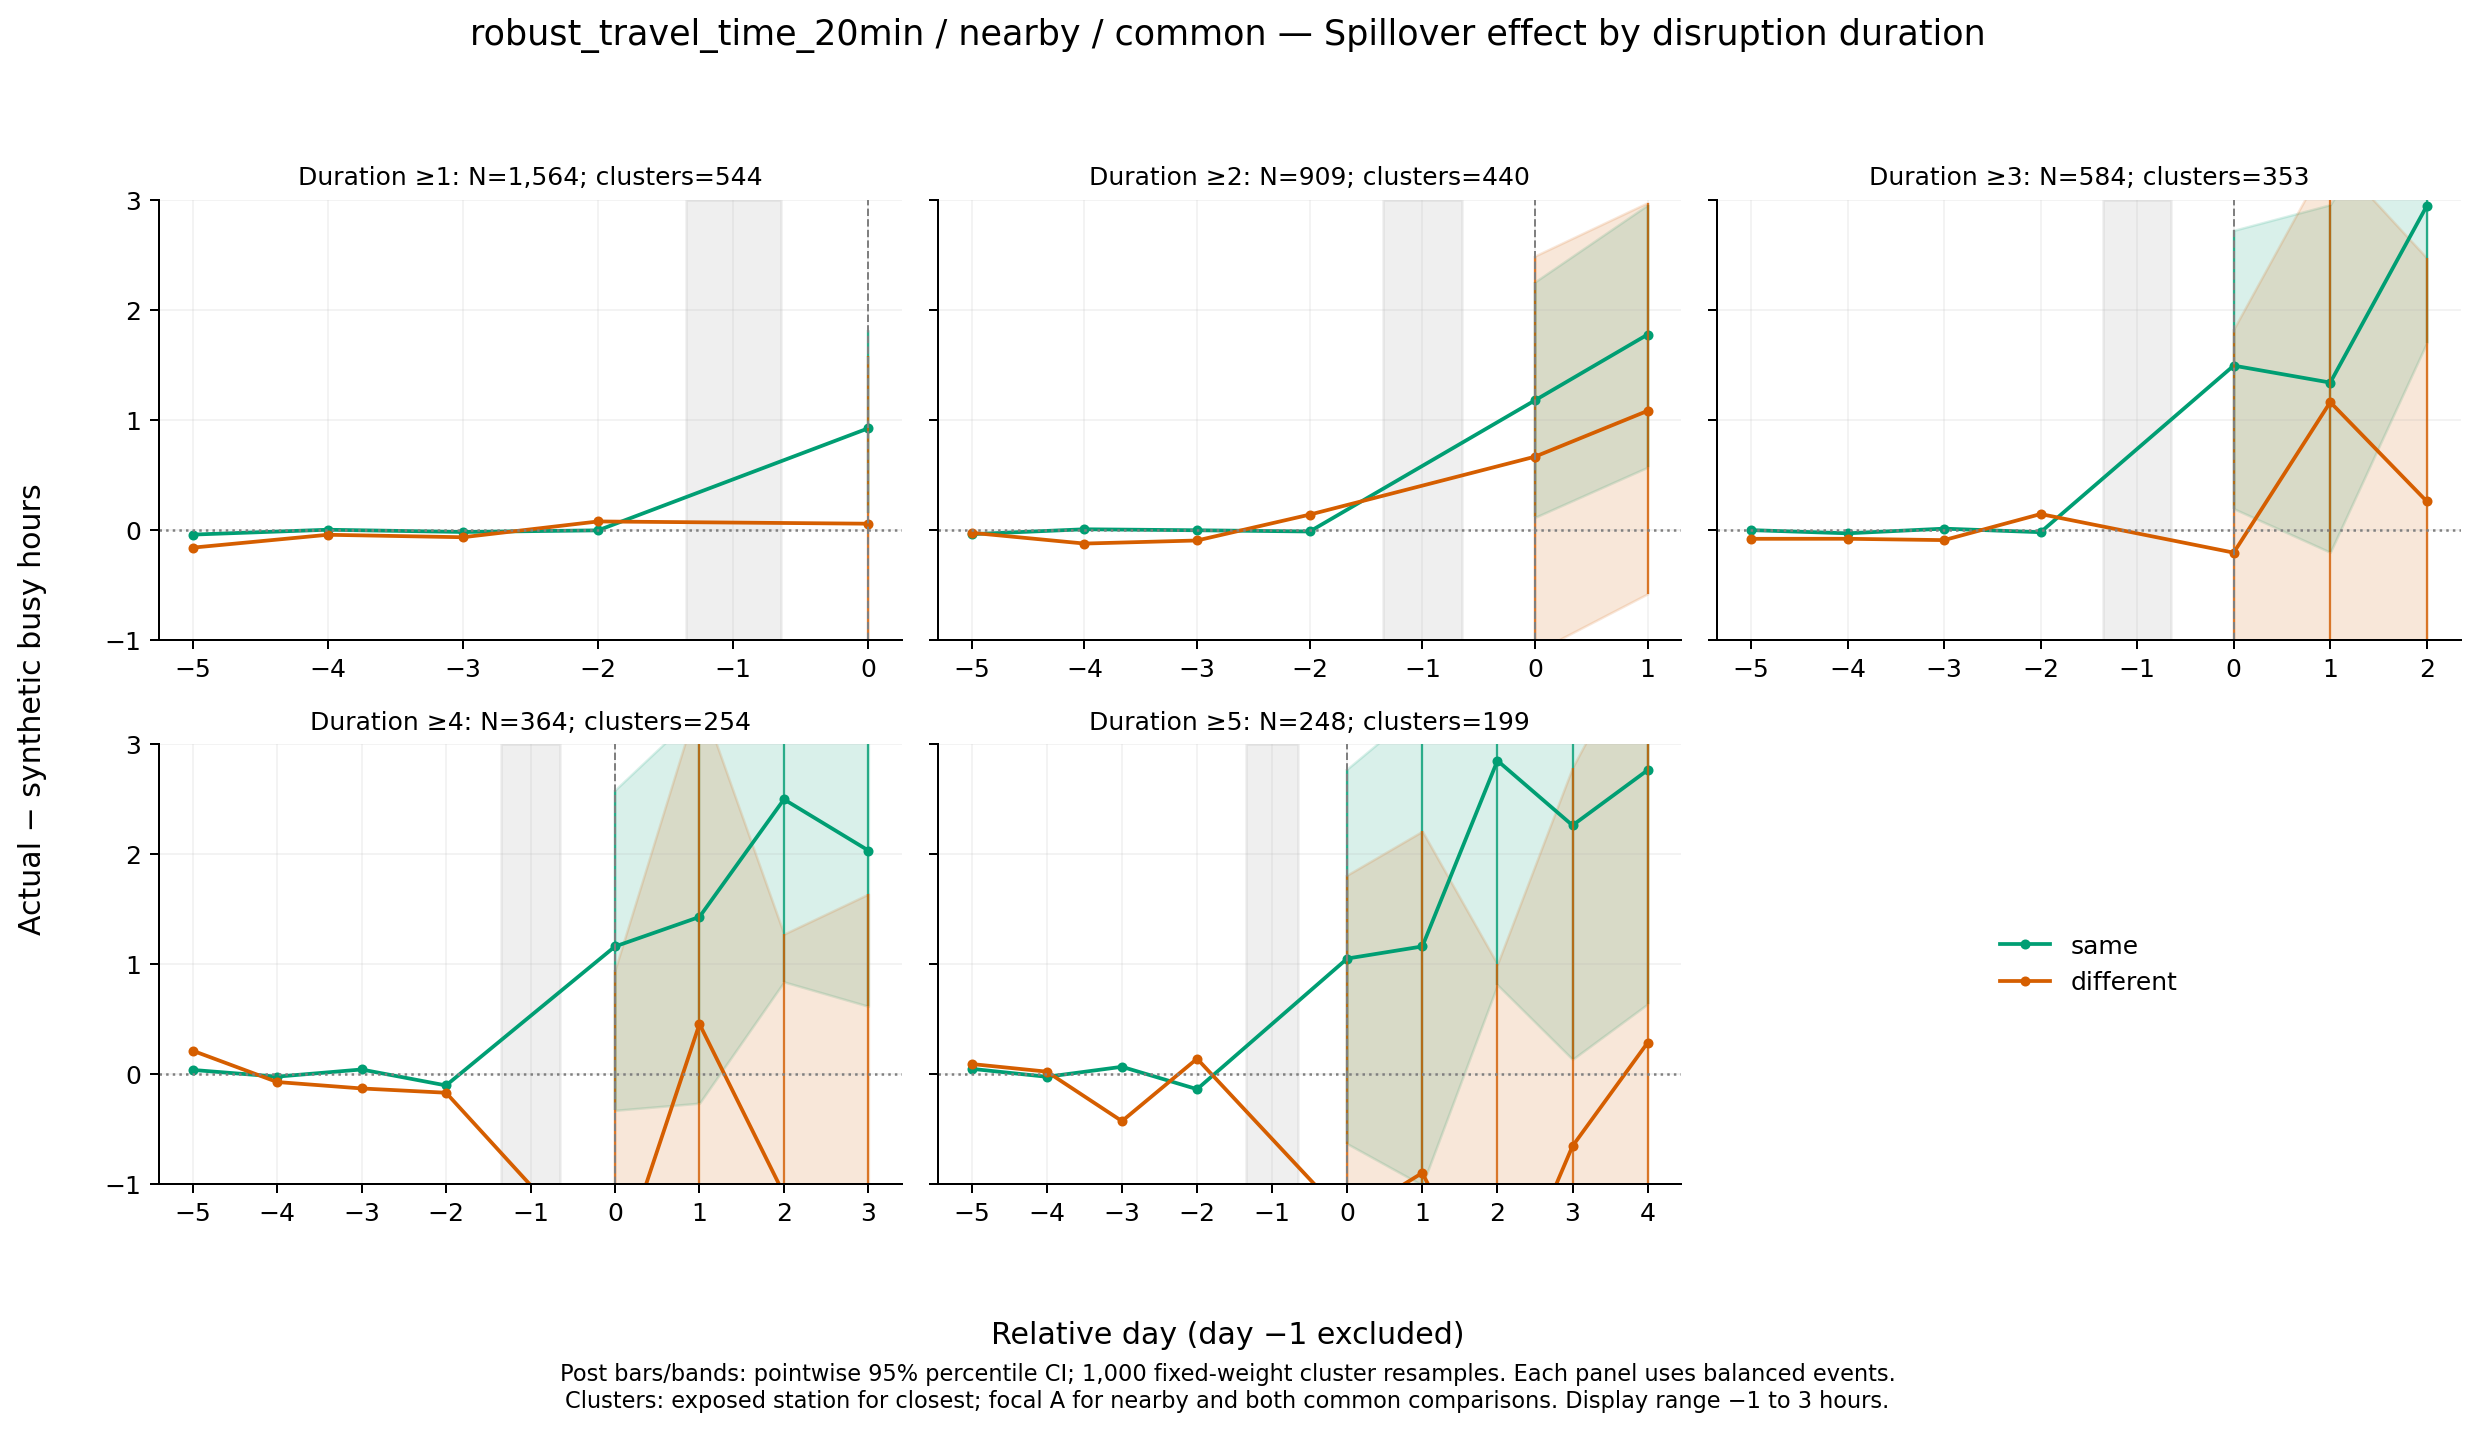 robust_travel_time_20min / nearby / common — Spillover effect by disruption duration
Duration ≥1: N=1,564; clusters=544
Duration ≥2: N=909; clusters=440
Duration ≥3: N=584; clusters=353
3
2
1
0
−1
−5 −4 −3 −2 −1 0
−5 −4 −3 −2 −1 0 1
−5 −4 −3 −2 −1 0 1 2
Actual − synthetic busy hours
Duration ≥4: N=364; clusters=254
Duration ≥5: N=248; clusters=199
3
2
1
0
−1
−5 −4 −3 −2 −1 0 1 2 3
−5 −4 −3 −2 −1 0 1 2 3 4
same
different
Relative day (day −1 excluded)
Post bars/bands: pointwise 95% percentile CI; 1,000 fixed-weight cluster resamples. Each panel uses balanced events.
Clusters: exposed station for closest; focal A for nearby and both common comparisons. Display range −1 to 3 hours.